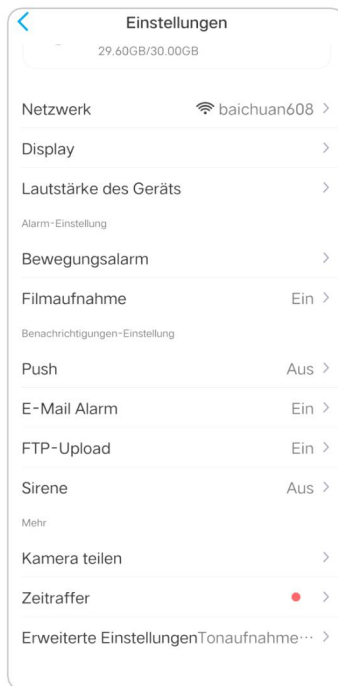 Einstellungen
29.60GB/30.00GB
Netzwerk baichuan608
Display
Lautstärke des Geräts
Alarm-Einstellung
Bewegungsalarm
Filmaufnahme Ein
Benachrichtigungen-Einstellung
Push Aus
E-Mail Alarm Ein
FTP-Upload Ein
Sirene Aus
Mehr
Kamera teilen
Zeitraffer
Erweiterte EinstellungenTonaufnahme···